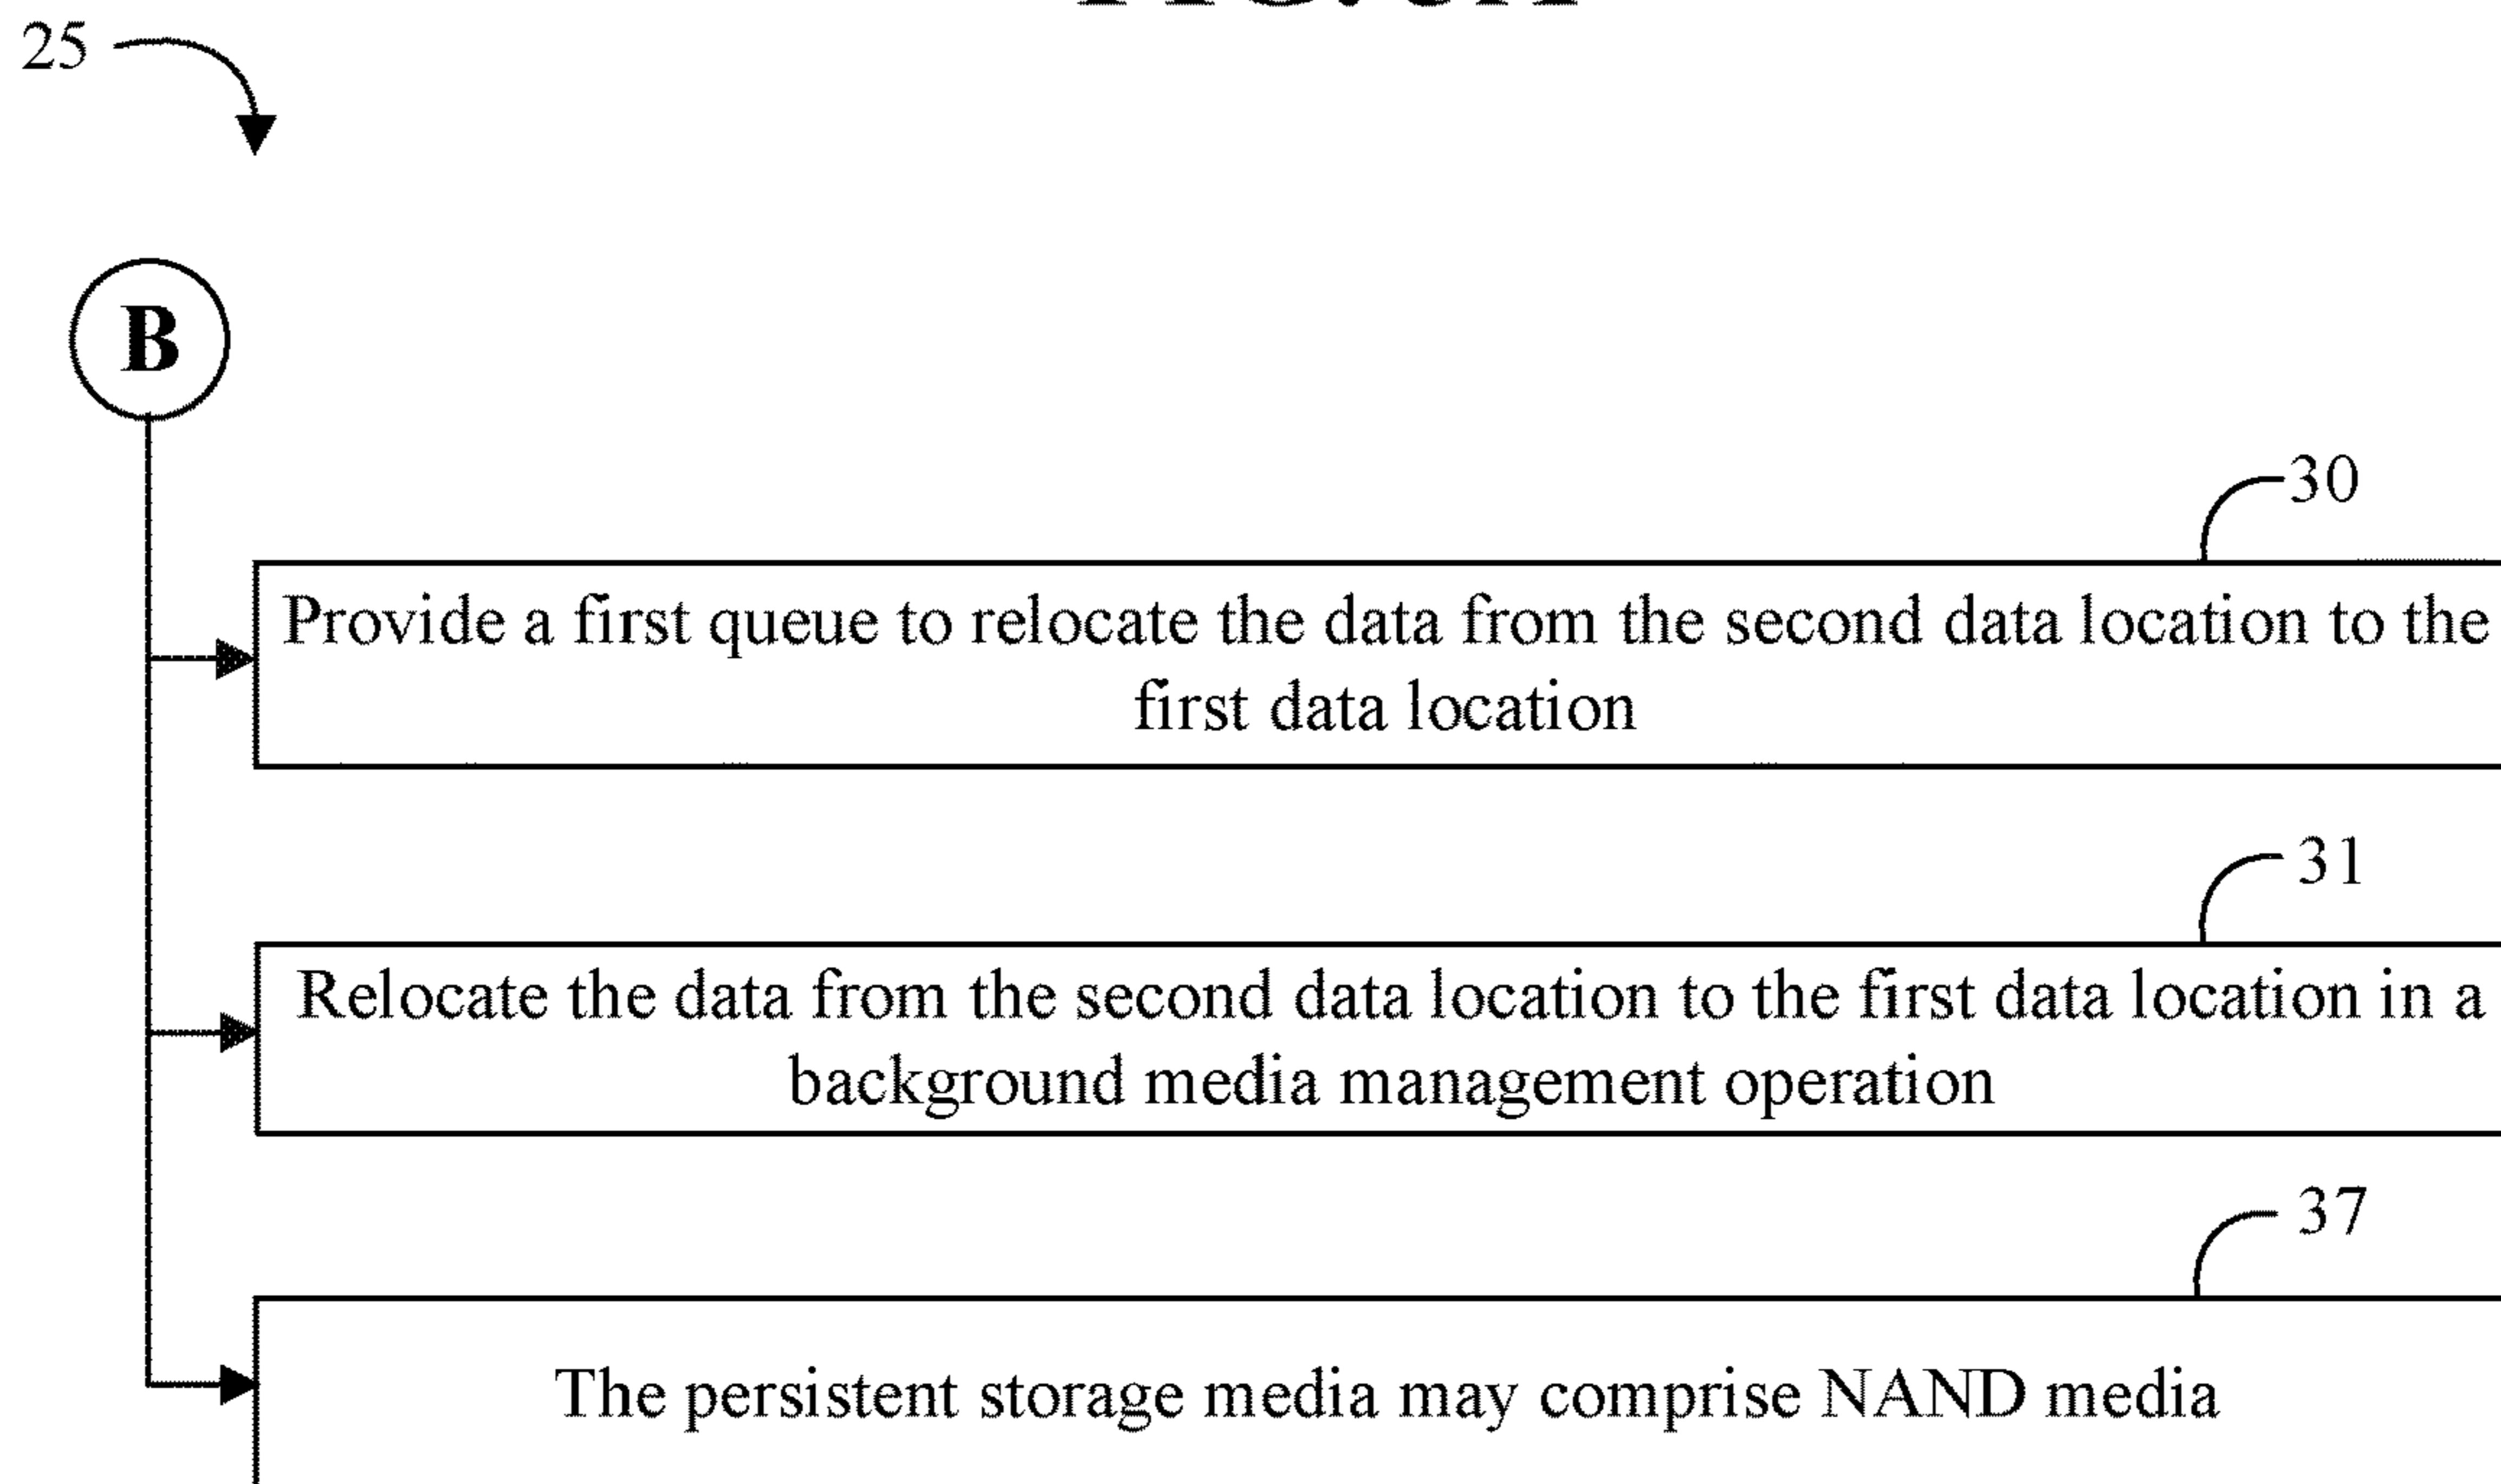 25
B
30
Provide a first queue to relocate the data from the second data location to the
first data location
31
Relocate the data from the second data location to the first data location in a
background media management operation
37
The persistent storage media may comprise NAND media